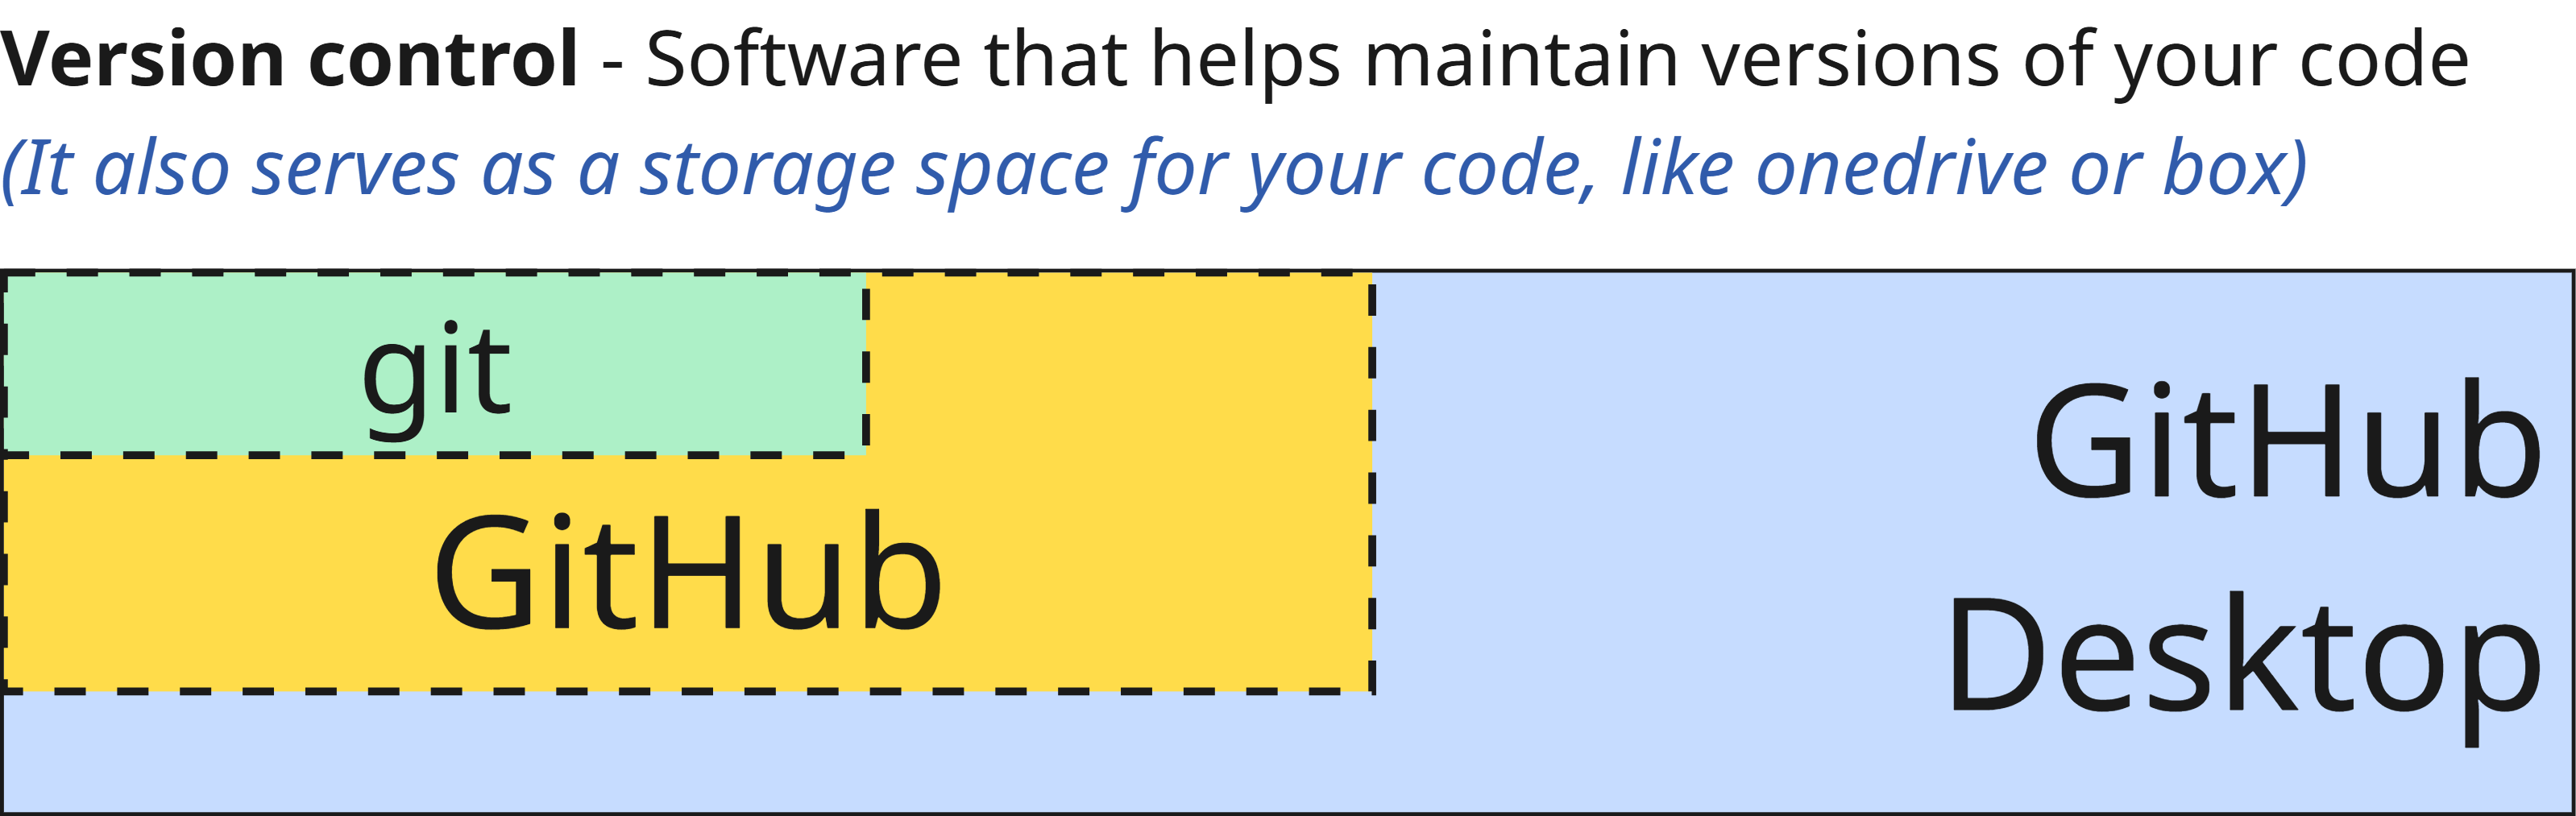 Version control - Software that helps maintain versions of your code
(It also serves as a storage space for your code, like onedrive or box)
git
GitHub
GitHub
Desktop